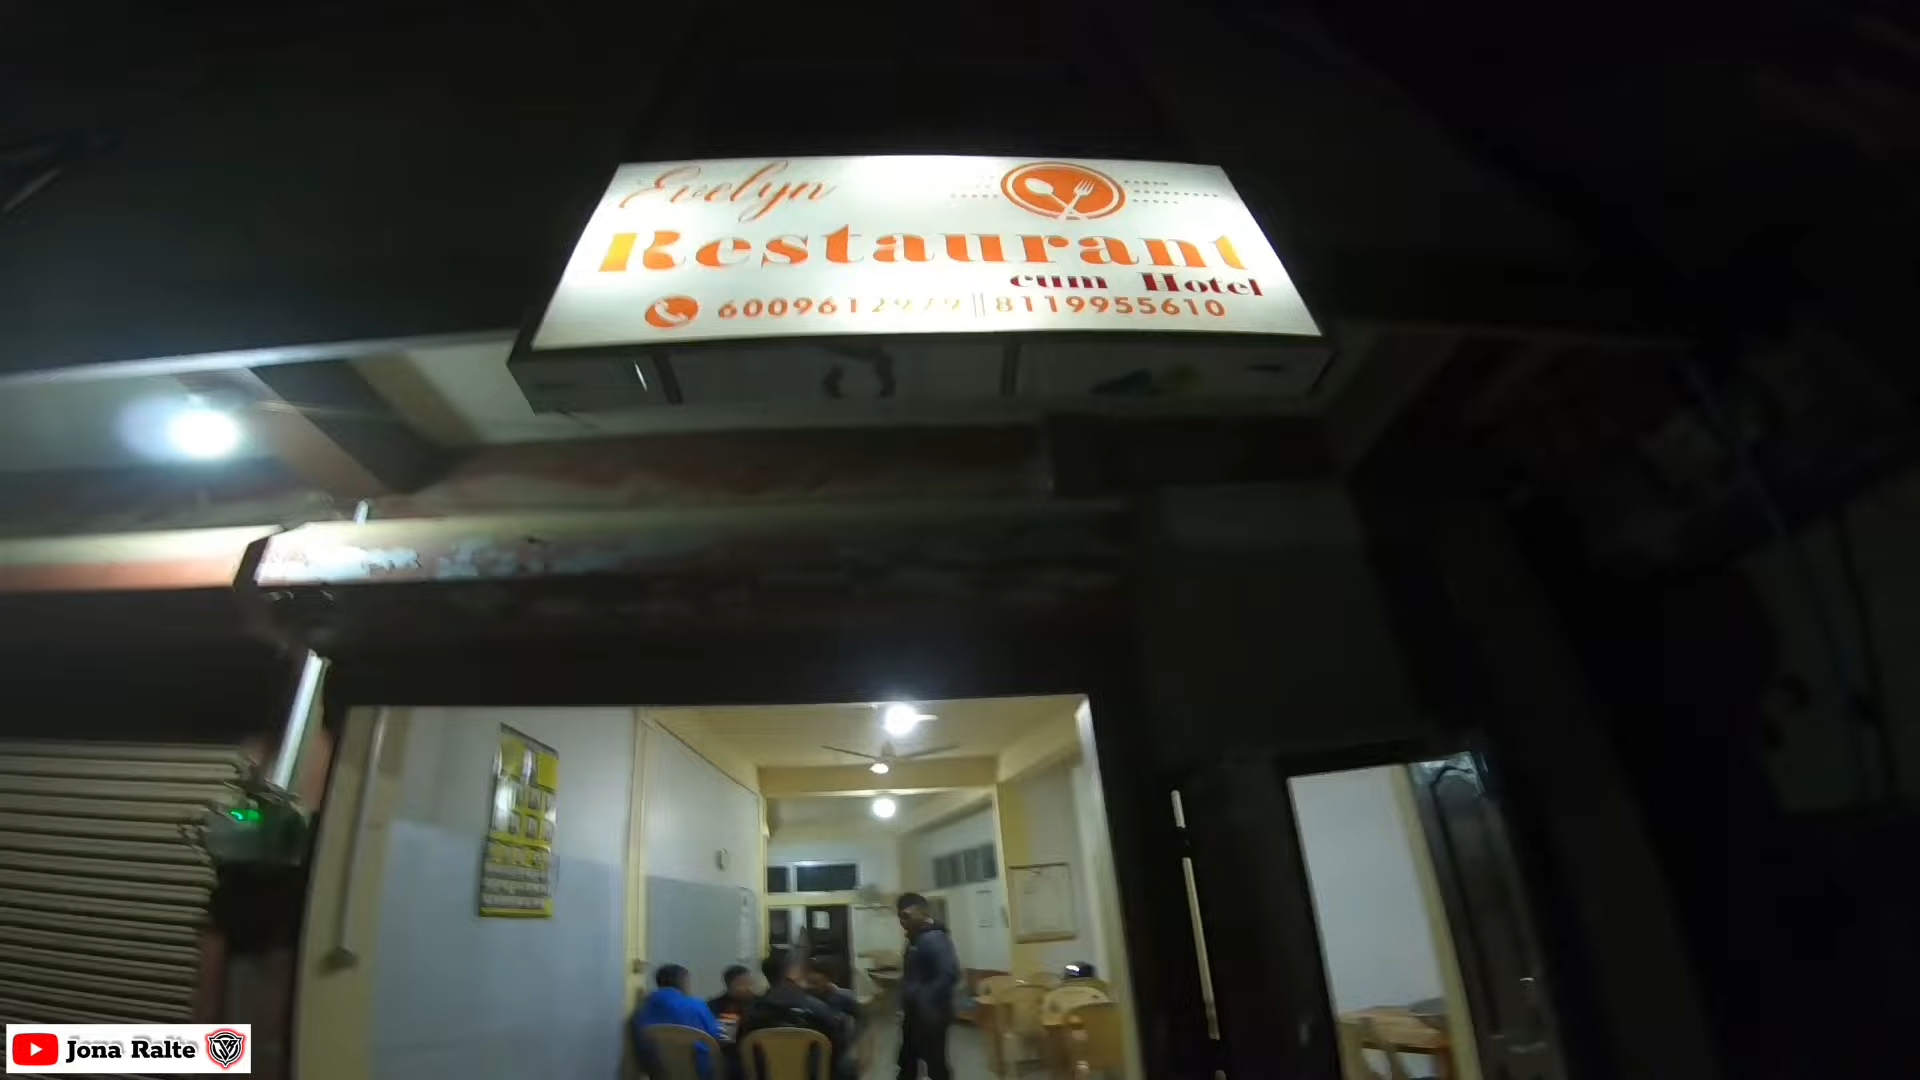 Evelyn
Restaurant
cum Hotel
6009612979 || 8119955610
Jona Ralte